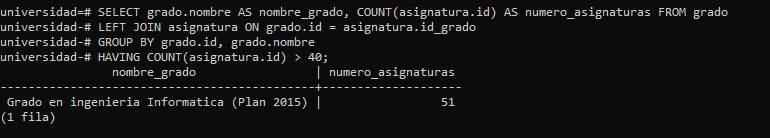 universidad=# SELECT grado.nombre AS nombre_grado, COUNT(asignatura.id) AS numero_asignaturas FROM grado
universidad-# LEFT JOIN asignatura ON grado.id = asignatura.id_grado
universidad-# GROUP BY grado.id, grado.nombre
universidad-# HAVING COUNT(asignatura.id) > 40;
nombre_grado | numero_asignaturas
-----------------------------------------+--------------------
Grado en ingenieria Informatica (Plan 2015) | 51
(1 fila)